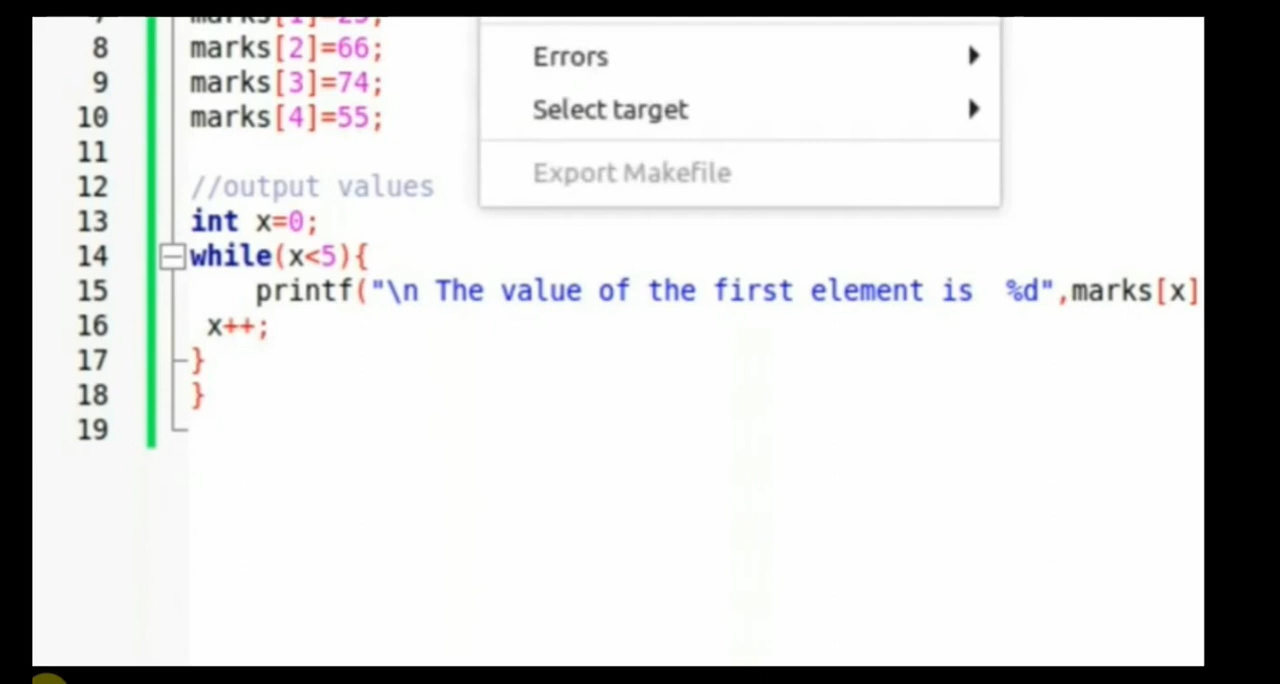 8 marks[2]=66;
9 marks[3]=74;
10 marks[4]=55;
11
12 //output values
13 int x=0;
14 while(x<5){
15 printf("\n The value of the first element is  %d",marks[x]
16 x++;
17 }
18 }
19
Errors
Select target
Export Makefile